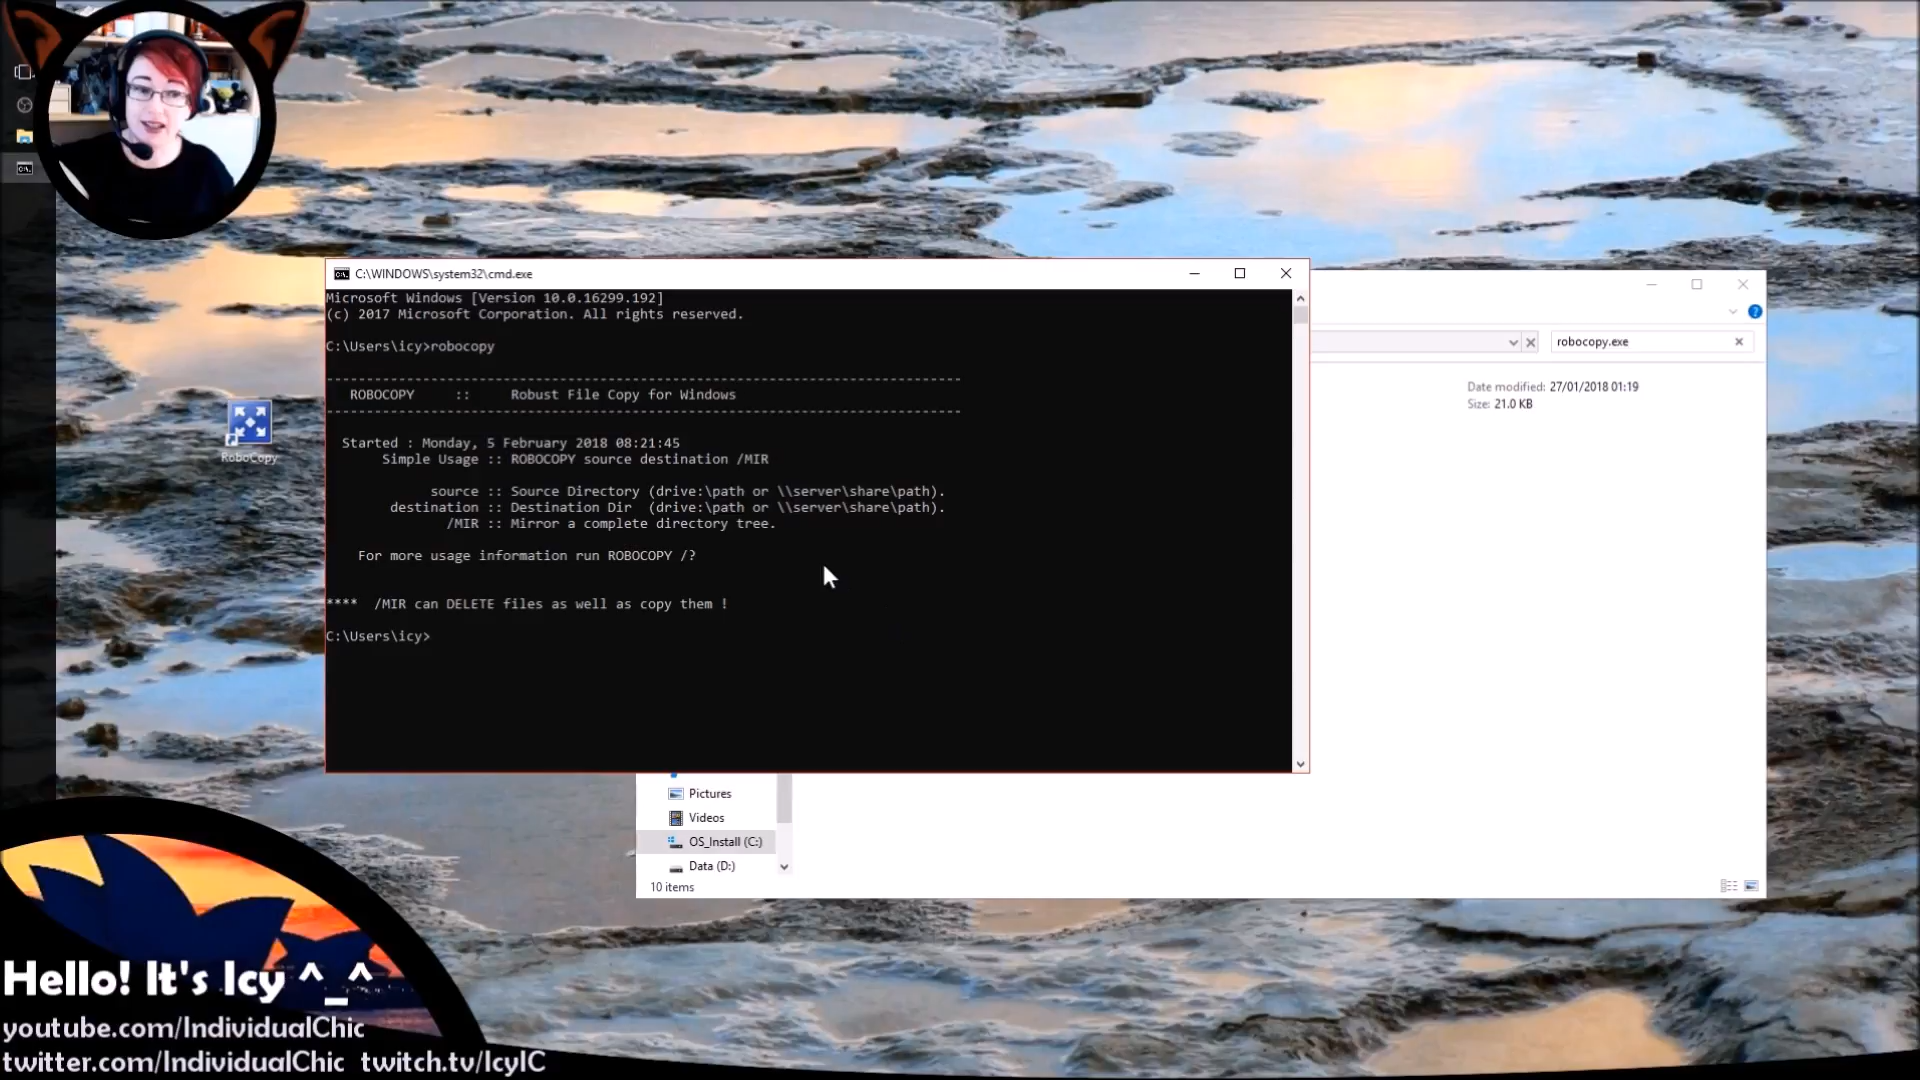 C:\WINDOWS\system32\cmd.exe
Microsoft Windows [Version 10.0.16299.192]
(c) 2017 Microsoft Corporation. All rights reserved.
C:\Users\icy>robocopy
-------------------------------------------------------------------------------
ROBOCOPY     ::     Robust File Copy for Windows
-------------------------------------------------------------------------------
Started : Monday, 5 February 2018 08:21:45
Simple Usage :: ROBOCOPY source destination /MIR
source :: Source Directory (drive:\path or \\server\share\path).
destination :: Destination Dir  (drive:\path or \\server\share\path).
/MIR :: Mirror a complete directory tree.
For more usage information run ROBOCOPY /?
****  /MIR can DELETE files as well as copy them !
C:\Users\icy>
robocopy.exe
Date modified: 27/01/2018 01:19
Size: 21.0 KB
RoboCopy
Pictures
Videos
OS_Install (C:)
Data (D:)
10 items
Hello! It's Icy ^_^
youtube.com/IndividualChic
twitter.com/IndividualChic  twitch.tv/IcyIC